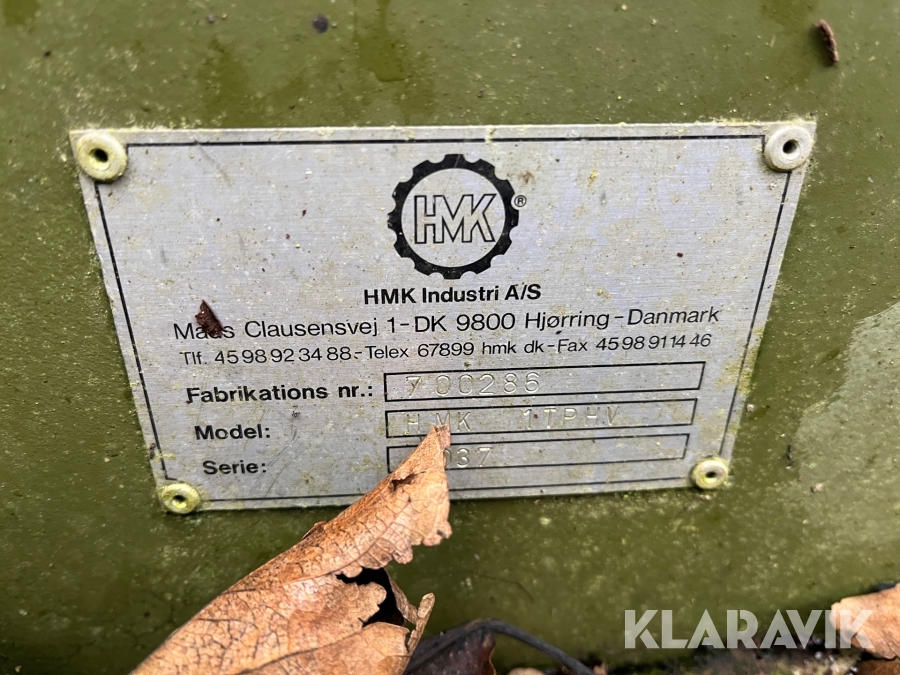 HMK ®
HMK Industri A/S
Maas Clausensvej 1-DK 9800 Hjørring-Danmark
Tlf. 45 98 92 34 88.-Telex 67899 hmk dk-Fax 45 98 91 14 46
Fabrikations nr.: 700286
Model: HMK 1TPHV
Serie:
KLARAVIK